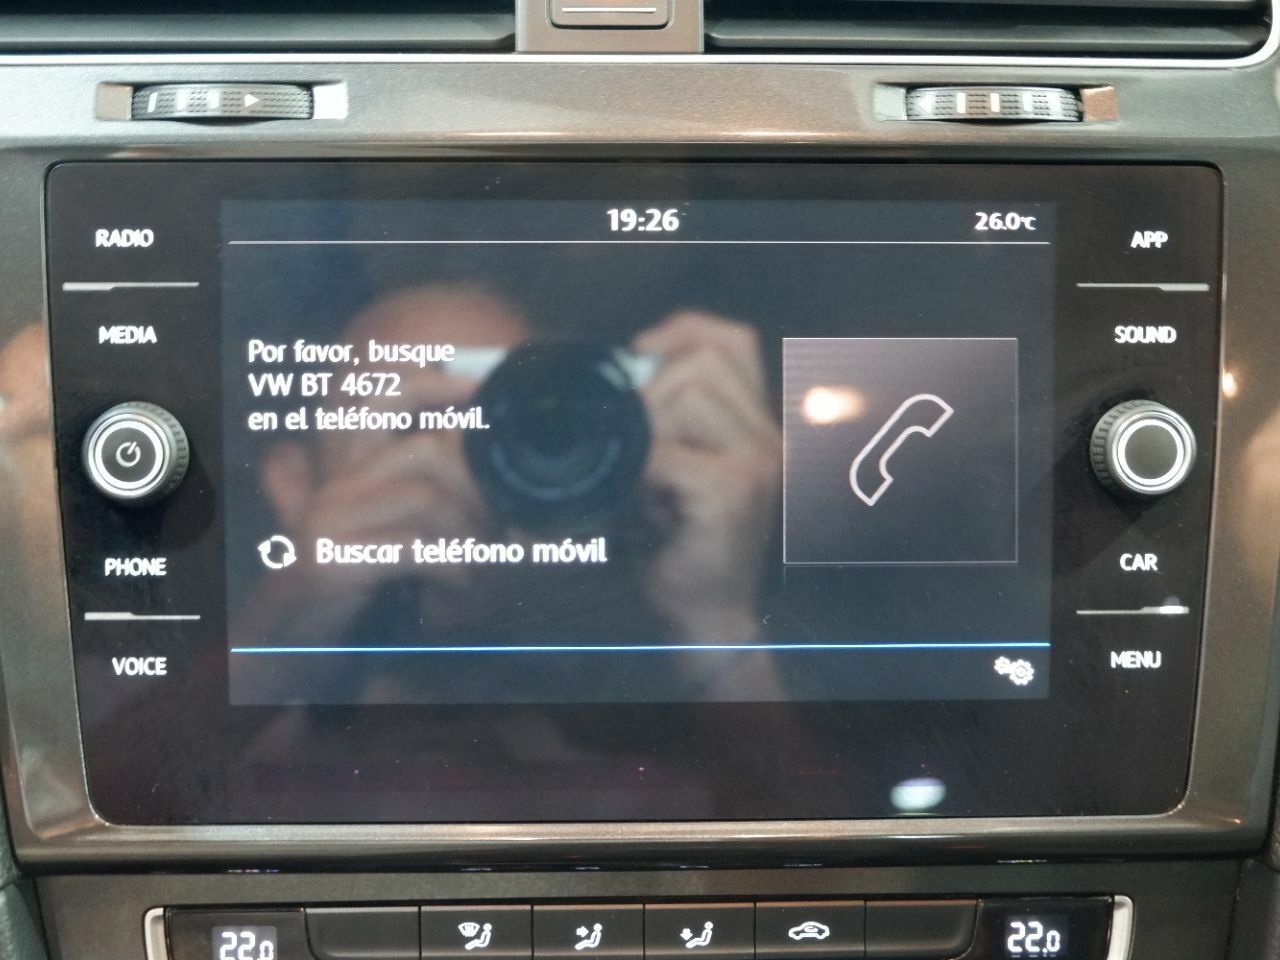 19:26
26.0°C
RADIO
APP
MEDIA
SOUND
Por favor, busque
VW BT 4672
en el teléfono móvil.
Buscar teléfono móvil
PHONE
CAR
VOICE
MENU
22.0
22.0